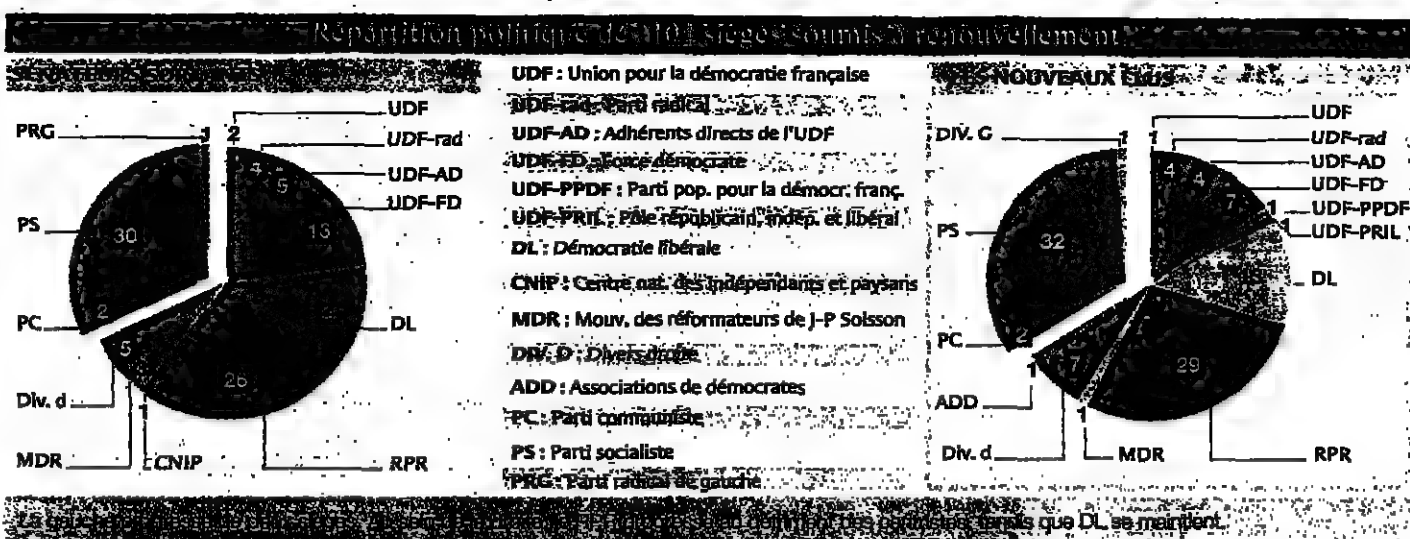 Répartition politique des sièges soumis à renouvellement
PRG
1
2
UDF
UDF-rad
4
5
UDF-AD
UDF-FD
13
PS
30
PC
2
DL
5
26
Div. d
1
MDR
CNIP
RPR
UDF : Union pour la démocratie française
UDF-rad : Parti radical
UDF-AD : Adhérents directs de l'UDF
UDF-FD : Force démocrate
UDF-PPDF : Parti pop. pour la démocr. franç.
UDF-PRIL : Pôle républicain, indép. et libéral
DL : Démocratie libérale
CNIP : Centre nat. des indépendants et paysans
MDR : Mouv. des réformateurs de J-P Soisson
DIV. D : Divers droite
ADD : Associations de démocrates
PC : Parti communiste
PS : Parti socialiste
PRG : Parti radical de gauche
LES NOUVEAUX ÉLUS
DIV. G
1
1
UDF
UDF-rad
4
4
UDF-AD
7
UDF-FD
1
UDF-PPDF
1
UDF-PRIL
PS
32
DL
PC
2
1
7
29
ADD
1
Div. d
MDR
RPR
tandis que DL se maintient.